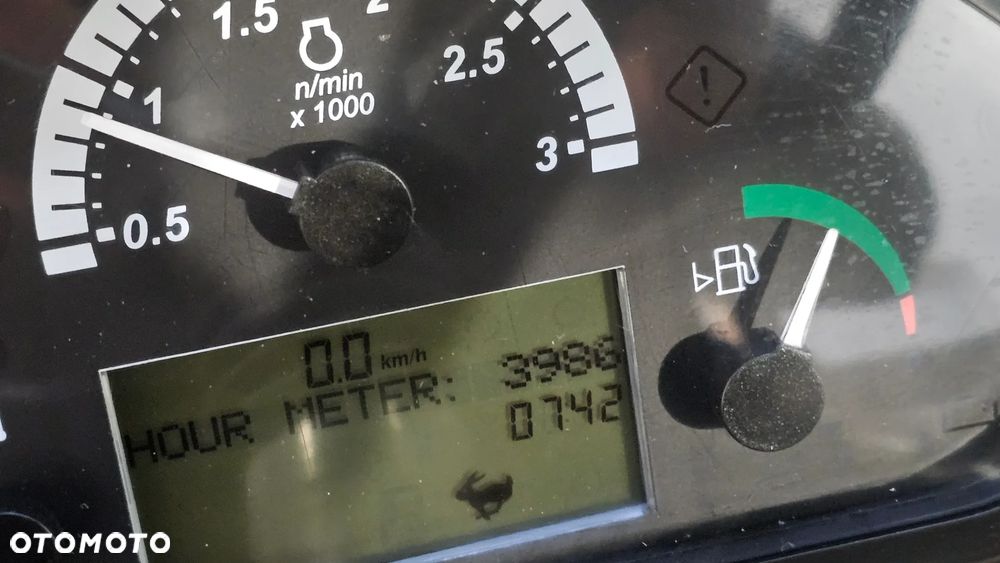 1.5
2
2.5
1
n/min
x 1000
3
0.5
0.0 km/h
3986
HOUR METER:
0742
OTOMOTO